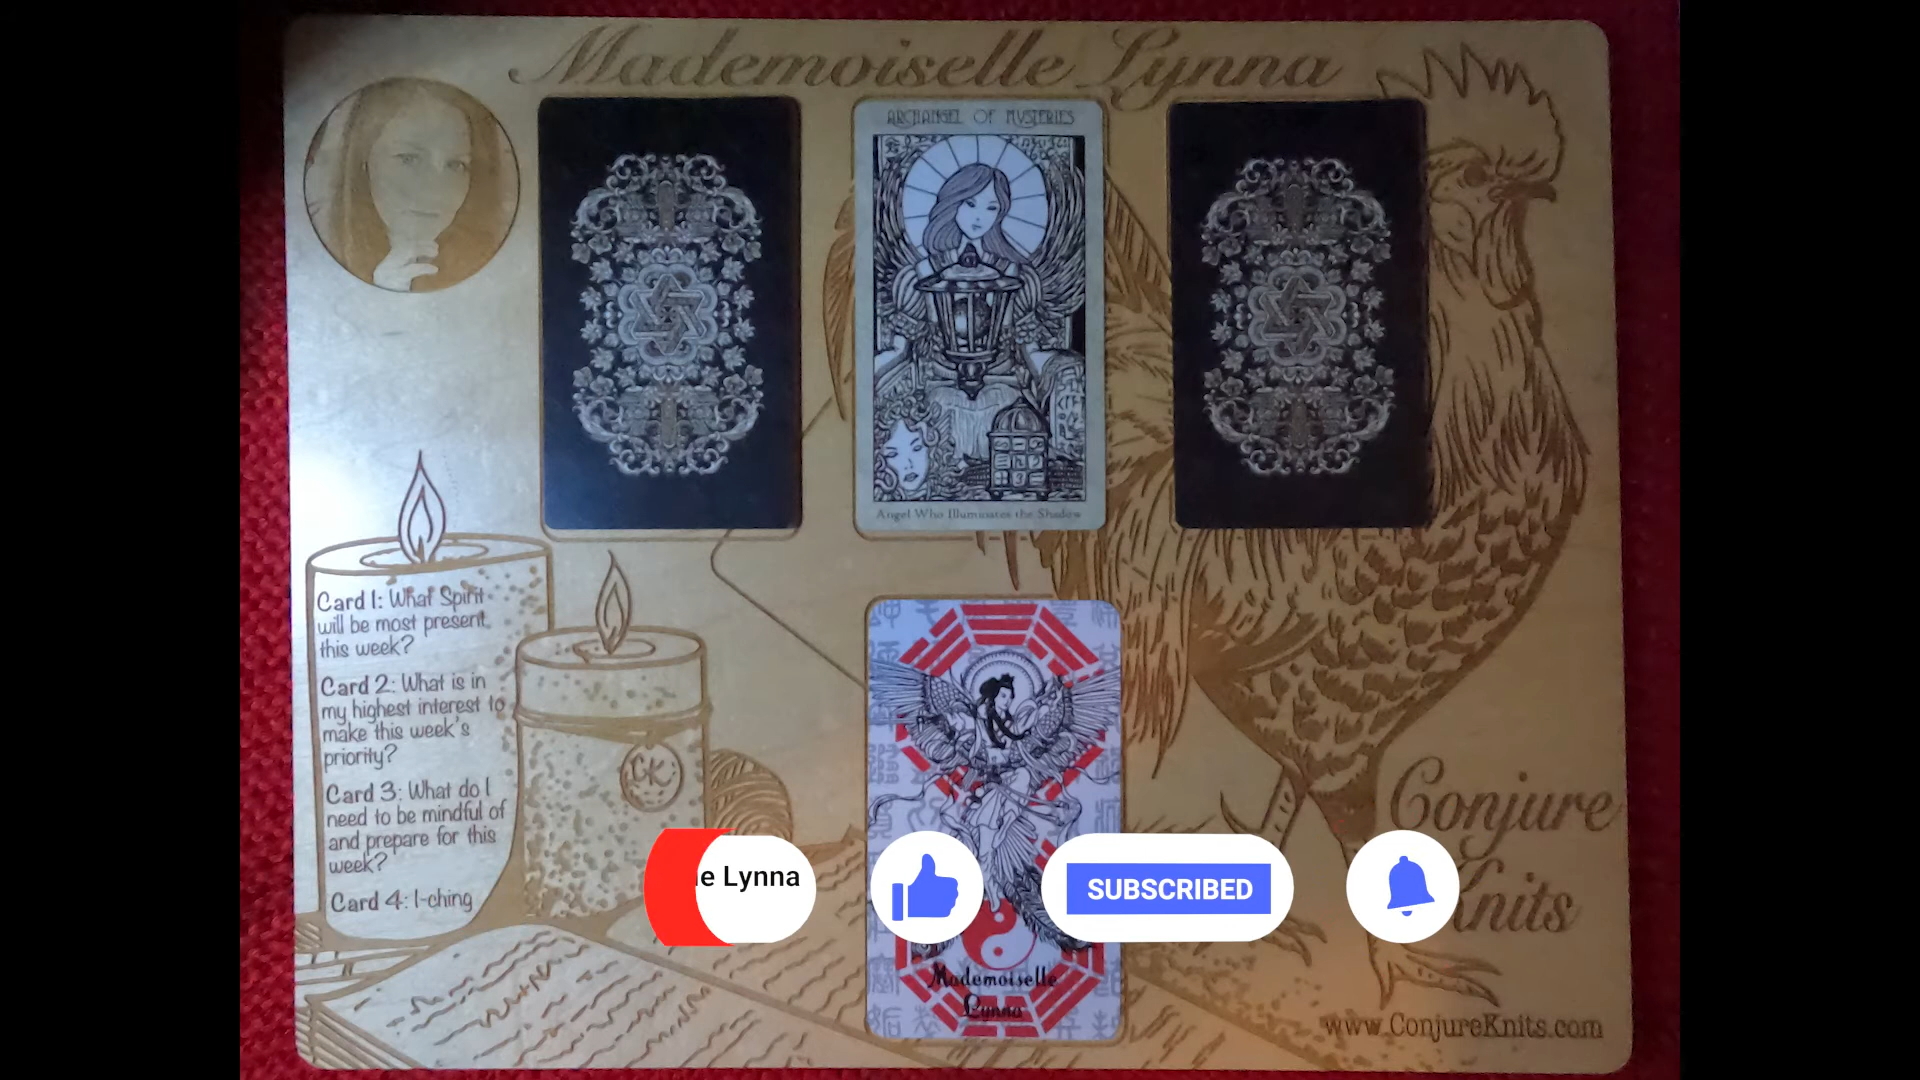 Mademoiselle Lynna
ARCHANGEL OF MYSTERIES
Angel Who Illuminates the Shadow
Card 1: What Spirit
will be most present
this week?
Card 2: What is in
my highest interest to
make this week's
priority?
Card 3: What do I
need to be mindful of
and prepare for this
week?
Card 4: I-ching
CK
le Lynna
SUBSCRIBED
Mademoiselle
Lynna
Conjure
Knits
www.ConjureKnits.com